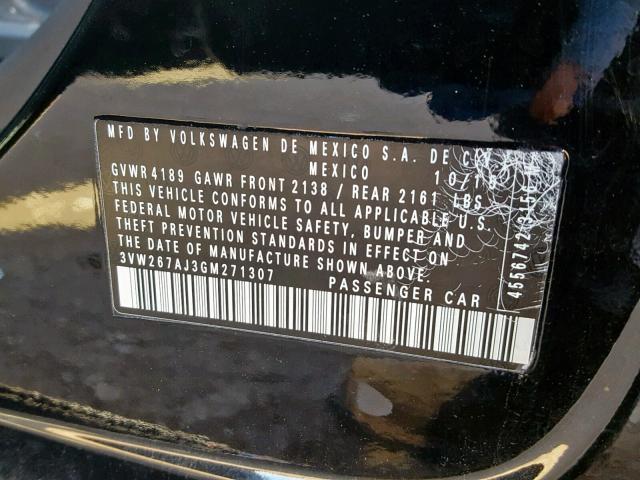 MFD BY VOLKSWAGEN DE MEXICO S.A. DE
MEXICO
GVWR 4189 GAWR FRONT 2138 / REAR 2161 LBS
THIS VEHICLE CONFORMS TO ALL APPLICABLE U.S.
FEDERAL MOTOR VEHICLE SAFETY, BUMPER AND
THEFT PREVENTION STANDARDS IN EFFECT ON
THE DATE OF MANUFACTURE SHOWN ABOVE.
3VW267AJ3GM271307 PASSENGER CAR